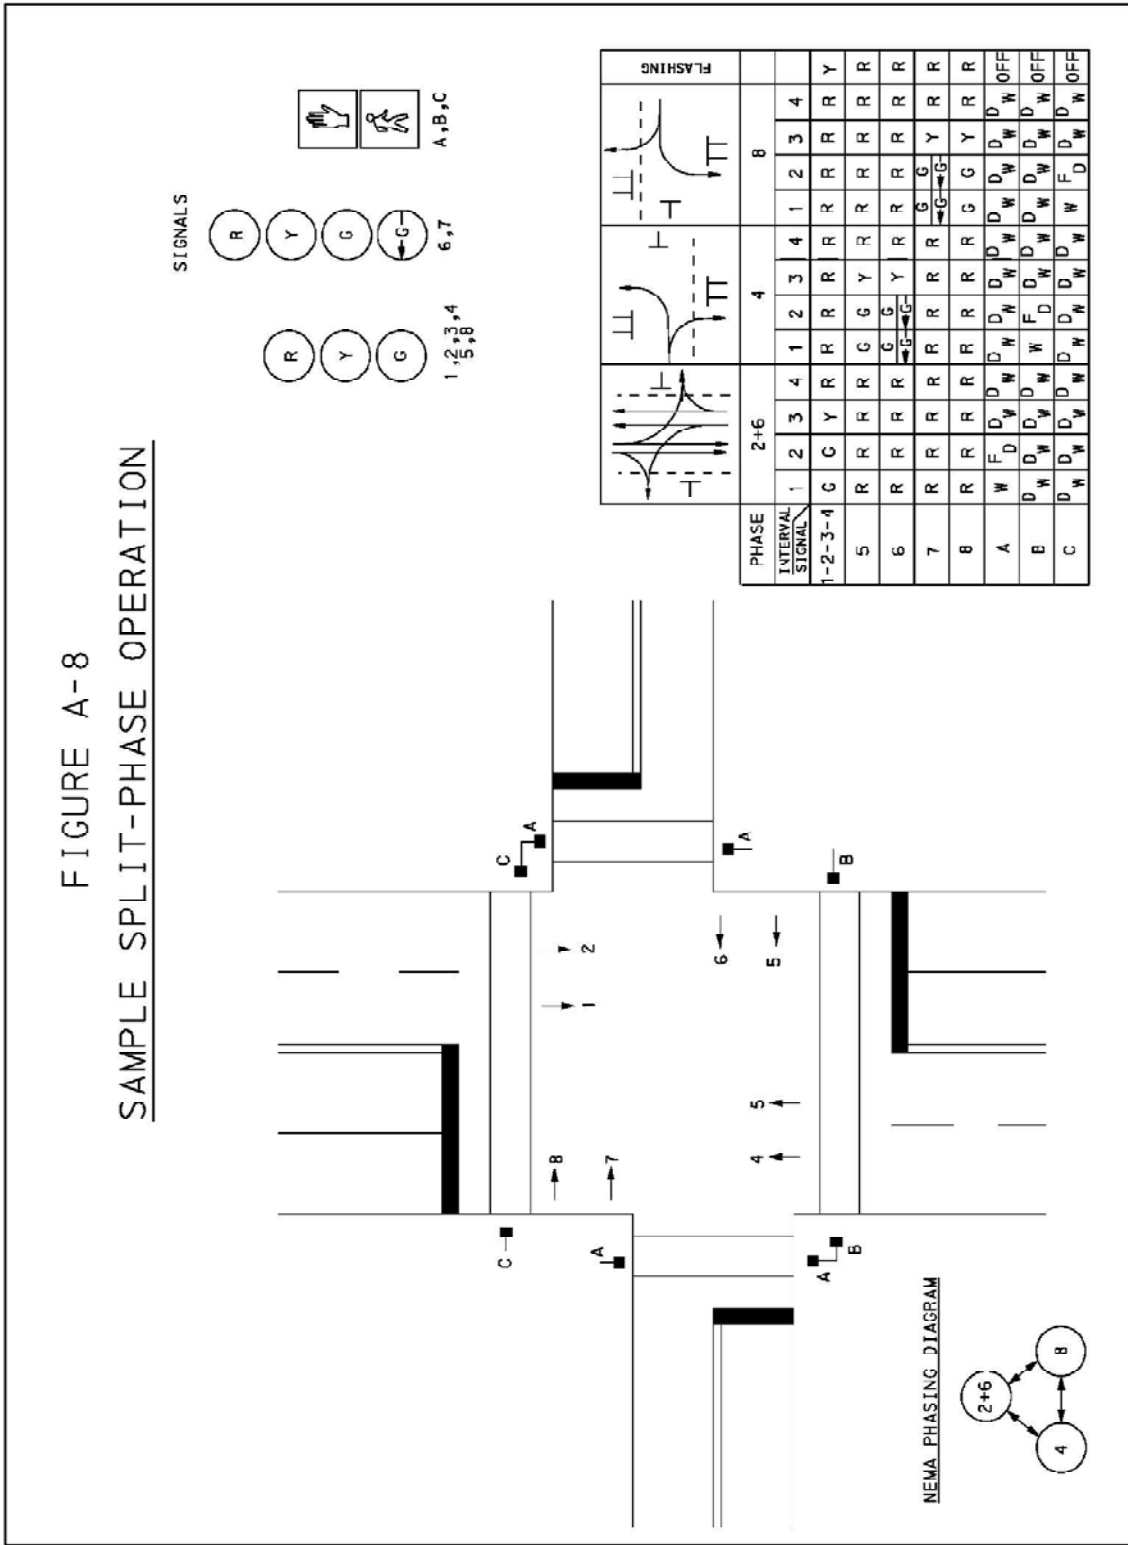 FIGURE A-8
SAMPLE SPLIT-PHASE OPERATION
SIGNALS
R
Y
G
1,2,3,4
5,8
R
Y
G
G
6,7
A,B,C
C
A
C
A
8
7
1
2
4
5
6
5
A
B
A
B
FLASHING
PHASE 2+6 4 8
INTERVAL 1 2 3 4 1 2 3 4 1 2 3 4
SIGNAL
1-2-3-4 G G Y R R R R R R R R R Y
5 R R R R G G Y R R R R R R
6 R R R R G G G G Y R R R R R R
7 R R R R R R R R G G G G Y R R
8 R R R R R R R R G G Y R R
A W FD DW DW DW DW DW DW DW DW DW DW OFF
B DW DW DW DW W FD DW DW DW DW DW DW OFF
C DW DW DW DW DW DW DW DW W FD DW DW OFF
NEMA PHASING DIAGRAM
2+6
4
8